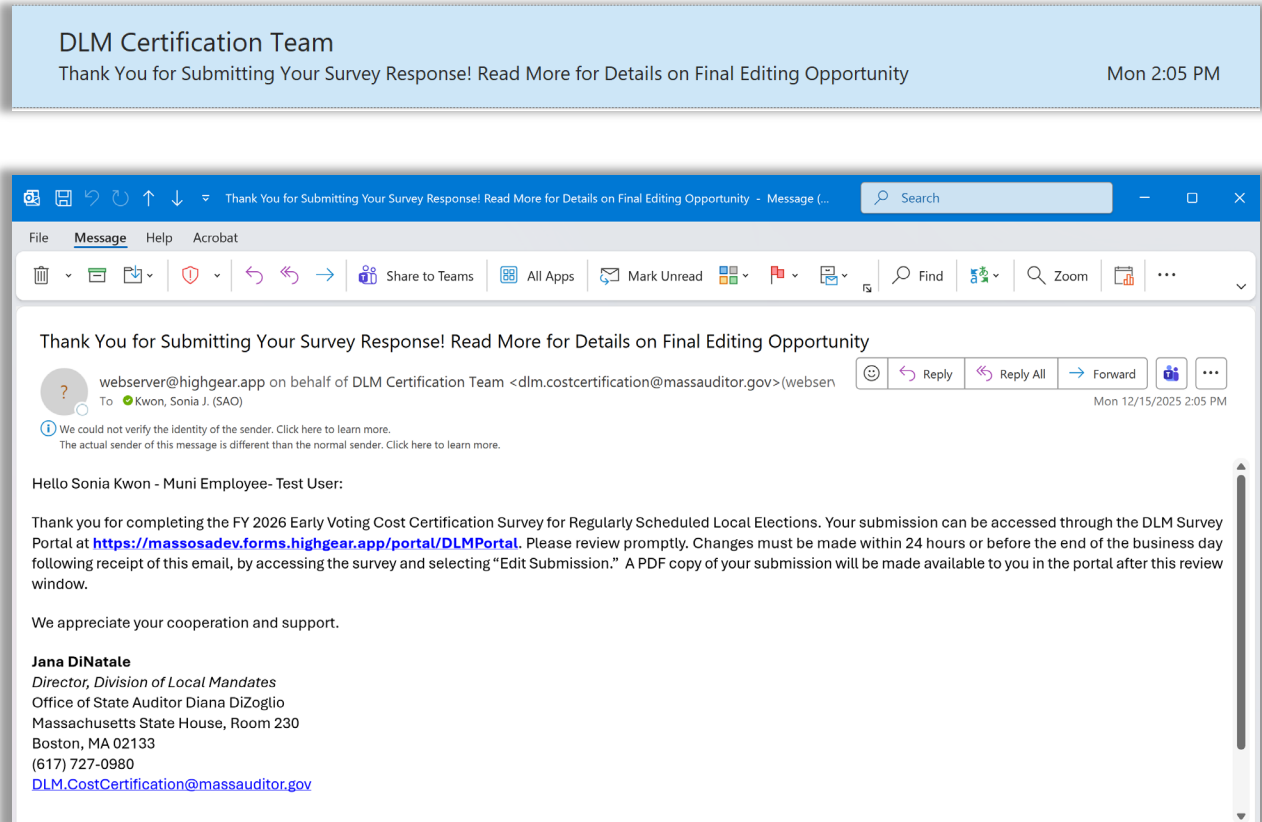 DLM Certification Team
Thank You for Submitting Your Survey Response! Read More for Details on Final Editing Opportunity Mon 2:05 PM
Thank You for Submitting Your Survey Response! Read More for Details on Final Editing Opportunity - Message (... Search
File Message Help Acrobat
Share to Teams All Apps Mark Unread Find Zoom ...
Thank You for Submitting Your Survey Response! Read More for Details on Final Editing Opportunity
? webserver@highgear.app on behalf of DLM Certification Team <dlm.costcertification@massauditor.gov>(webserv Reply Reply All Forward ...
To Kwon, Sonia J. (SAO) Mon 12/15/2025 2:05 PM
We could not verify the identity of the sender. Click here to learn more.
The actual sender of this message is different than the normal sender. Click here to learn more.
Hello Sonia Kwon - Muni Employee- Test User:
Thank you for completing the FY 2026 Early Voting Cost Certification Survey for Regularly Scheduled Local Elections. Your submission can be accessed through the DLM Survey
Portal at https://massosadev.forms.highgear.app/portal/DLMPortal. Please review promptly. Changes must be made within 24 hours or before the end of the business day
following receipt of this email, by accessing the survey and selecting “Edit Submission.” A PDF copy of your submission will be made available to you in the portal after this review
window.
We appreciate your cooperation and support.
Jana DiNatale
Director, Division of Local Mandates
Office of State Auditor Diana DiZoglio
Massachusetts State House, Room 230
Boston, MA 02133
(617) 727-0980
DLM.CostCertification@massauditor.gov